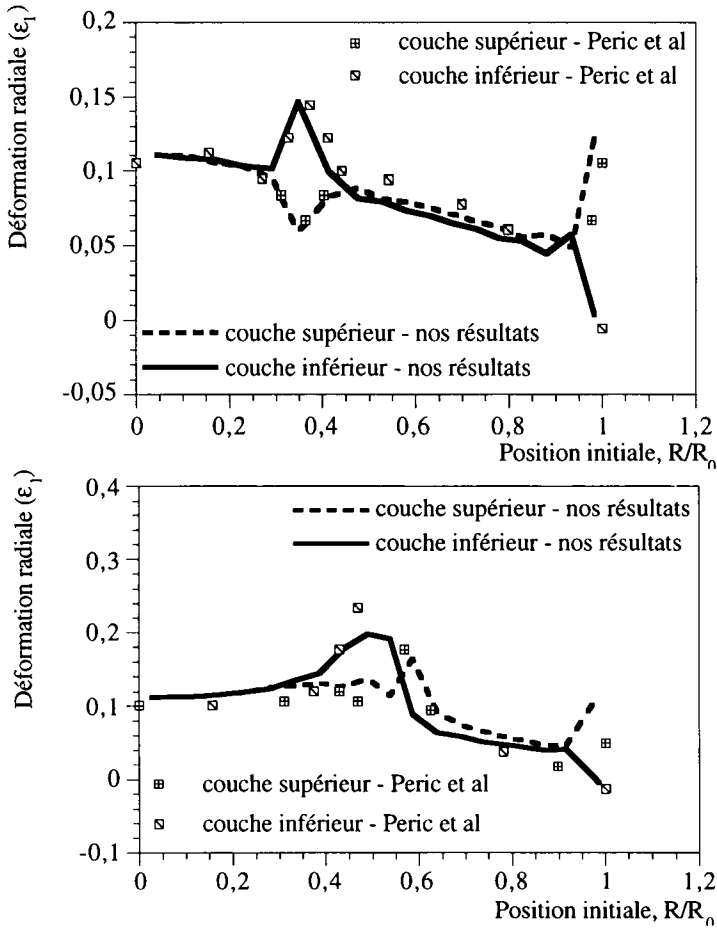 0,2
couche supérieur - Peric et al
couche inférieur - Peric et al
0,15
0,1
0,05
0
-0,05
Déformation radiale (ε₁)
couche supérieur - nos résultats
couche inférieur - nos résultats
0 0,2 0,4 0,6 0,8 1 1,2
Position initiale, R/R₀
0,4
couche supérieur - nos résultats
couche inférieur - nos résultats
0,3
0,2
0,1
0
-0,1
Déformation radiale (ε₁)
couche supérieur - Peric et al
couche inférieur - Peric et al
0 0,2 0,4 0,6 0,8 1 1,2
Position initiale, R/R₀